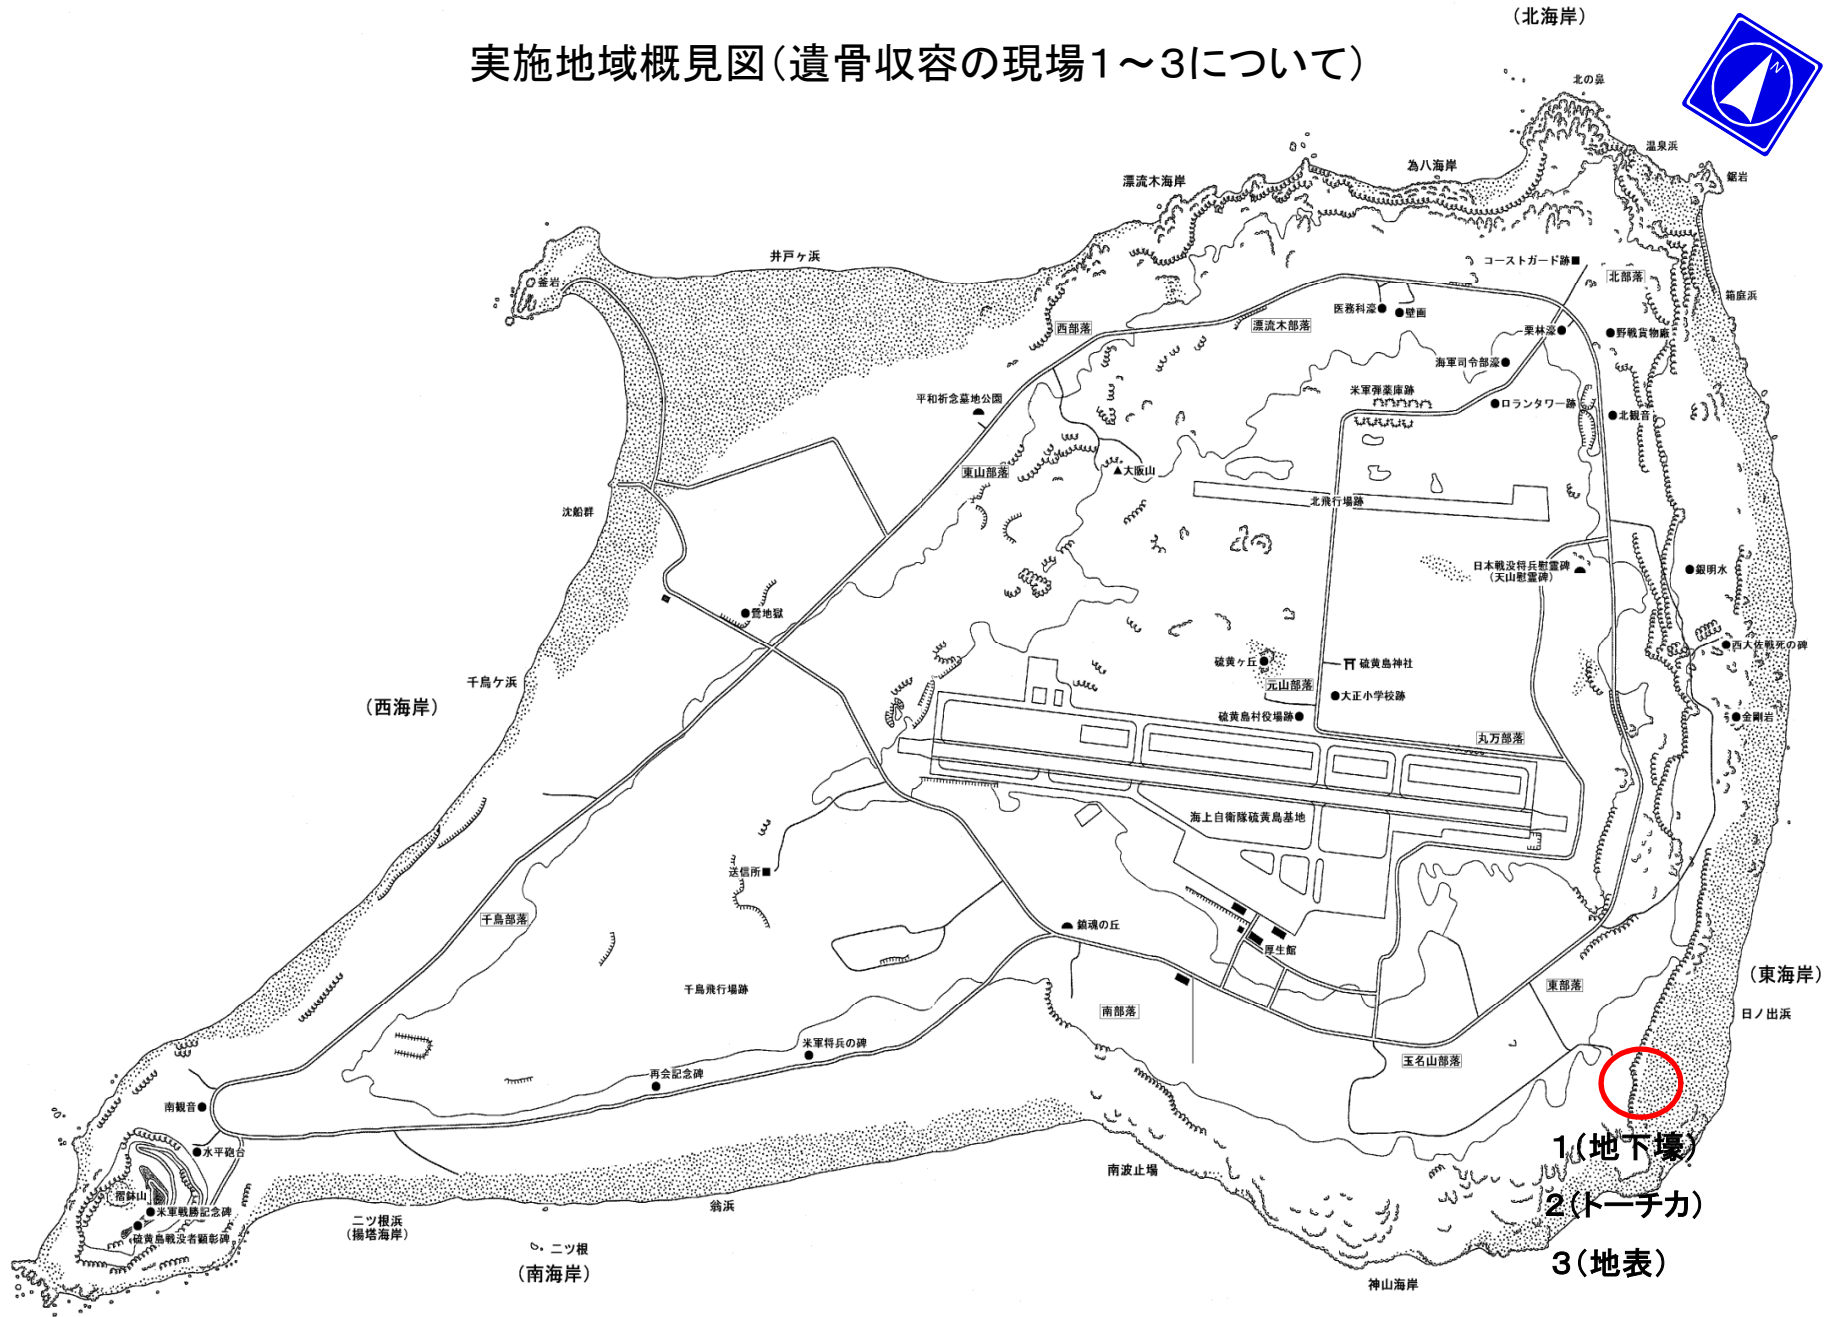 (北海岸)
実施地域概見図(遺骨収容の現場1～3について)
N
北の鼻
温泉浜
為八海岸
鋸岩
漂流木海岸
井戸ヶ浜
コーストガード跡
北部落
釜岩
箱庭浜
医務科濠
壁画
西部落
漂流木部落
栗林濠
野戦貨物廠
海軍司令部濠
米軍弾薬庫跡
平和祈念墓地公園
ロランタワー跡
北観音
東山部落
大阪山
北飛行場跡
沈船群
日本戦没将兵慰霊碑
(天山慰霊碑)
銀明水
鶯地獄
西大佐戦死の碑
硫黄ヶ丘
硫黄島神社
千鳥ケ浜
元山部落
大正小学校跡
(西海岸)
硫黄島村役場跡
金剛岩
丸万部落
海上自衛隊硫黄島基地
送信所
千鳥部落
鎮魂の丘
厚生館
(東海岸)
千鳥飛行場跡
東部落
南部落
日ノ出浜
米軍将兵の碑
玉名山部落
再会記念碑
南観音
水平砲台
1(地下壕)
南波止場
摺鉢山
米軍戦勝記念碑
2(トーチカ)
翁浜
二ツ根浜
(揚塔海岸)
硫黄島戦没者顕彰碑
二ツ根
3(地表)
(南海岸)
神山海岸